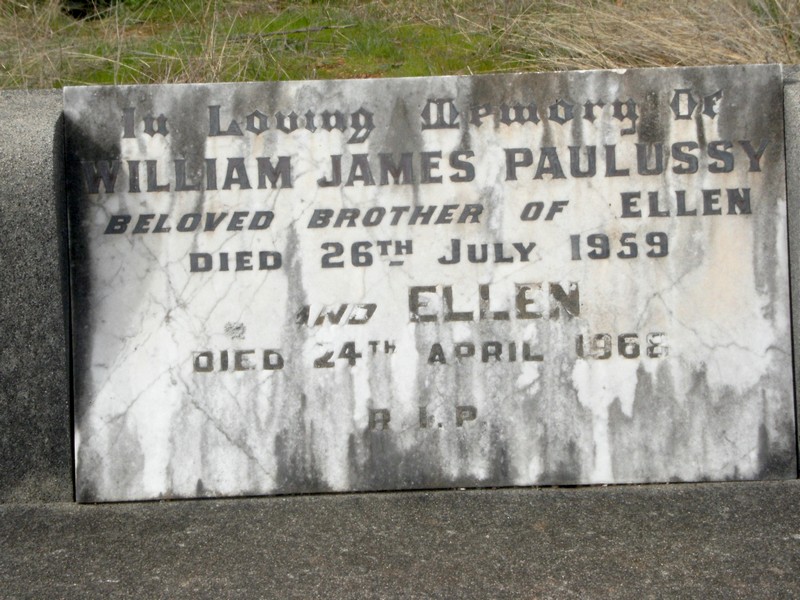 In Loving Memory Of
WILLIAM JAMES PAULUSSY
BELOVED BROTHER OF ELLEN
DIED 26TH JULY 1959
AND ELLEN
DIED 24TH APRIL 1968
R.I.P.